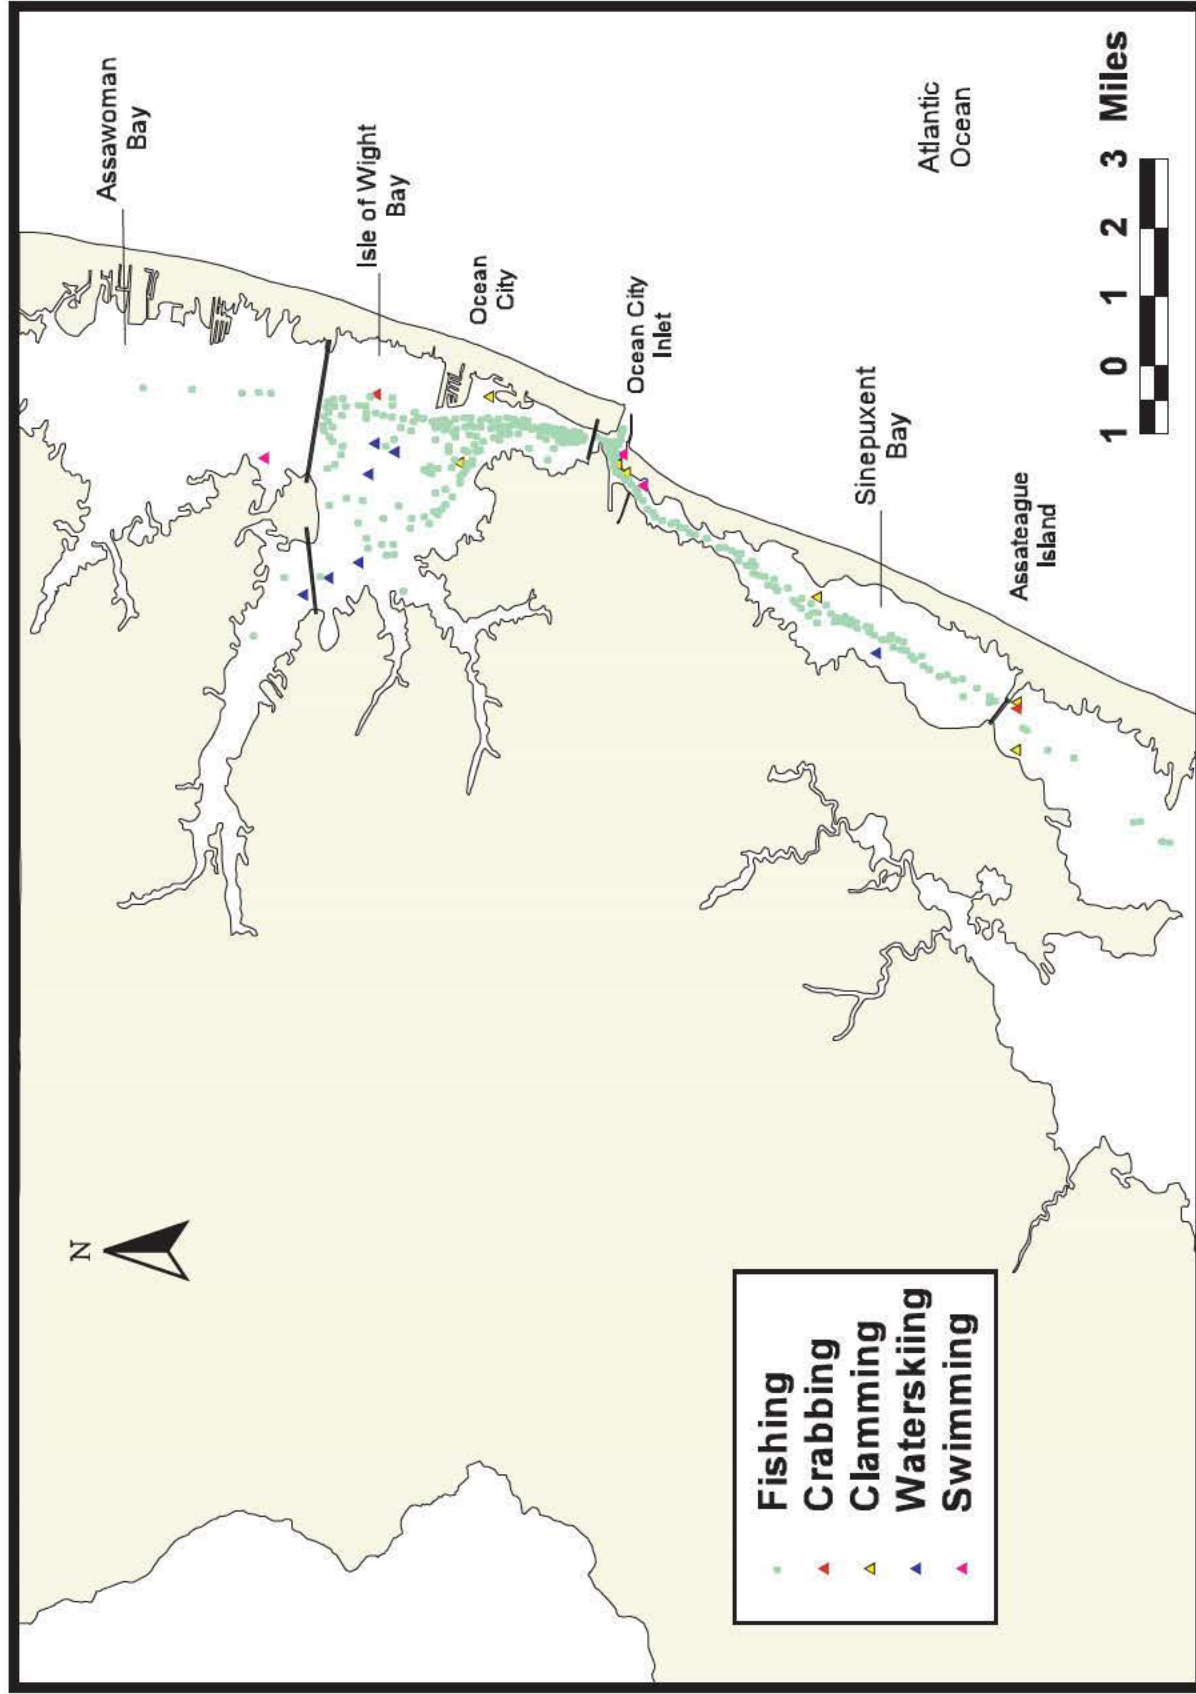 Assawoman
Bay
Isle of Wight
Bay
Ocean
City
Ocean City
Inlet
Sinepuxent
Bay
Assateague
Island
Atlantic
Ocean
1 0 1 2 3 Miles
N
Fishing
Crabbing
Clamming
Waterskiing
Swimming